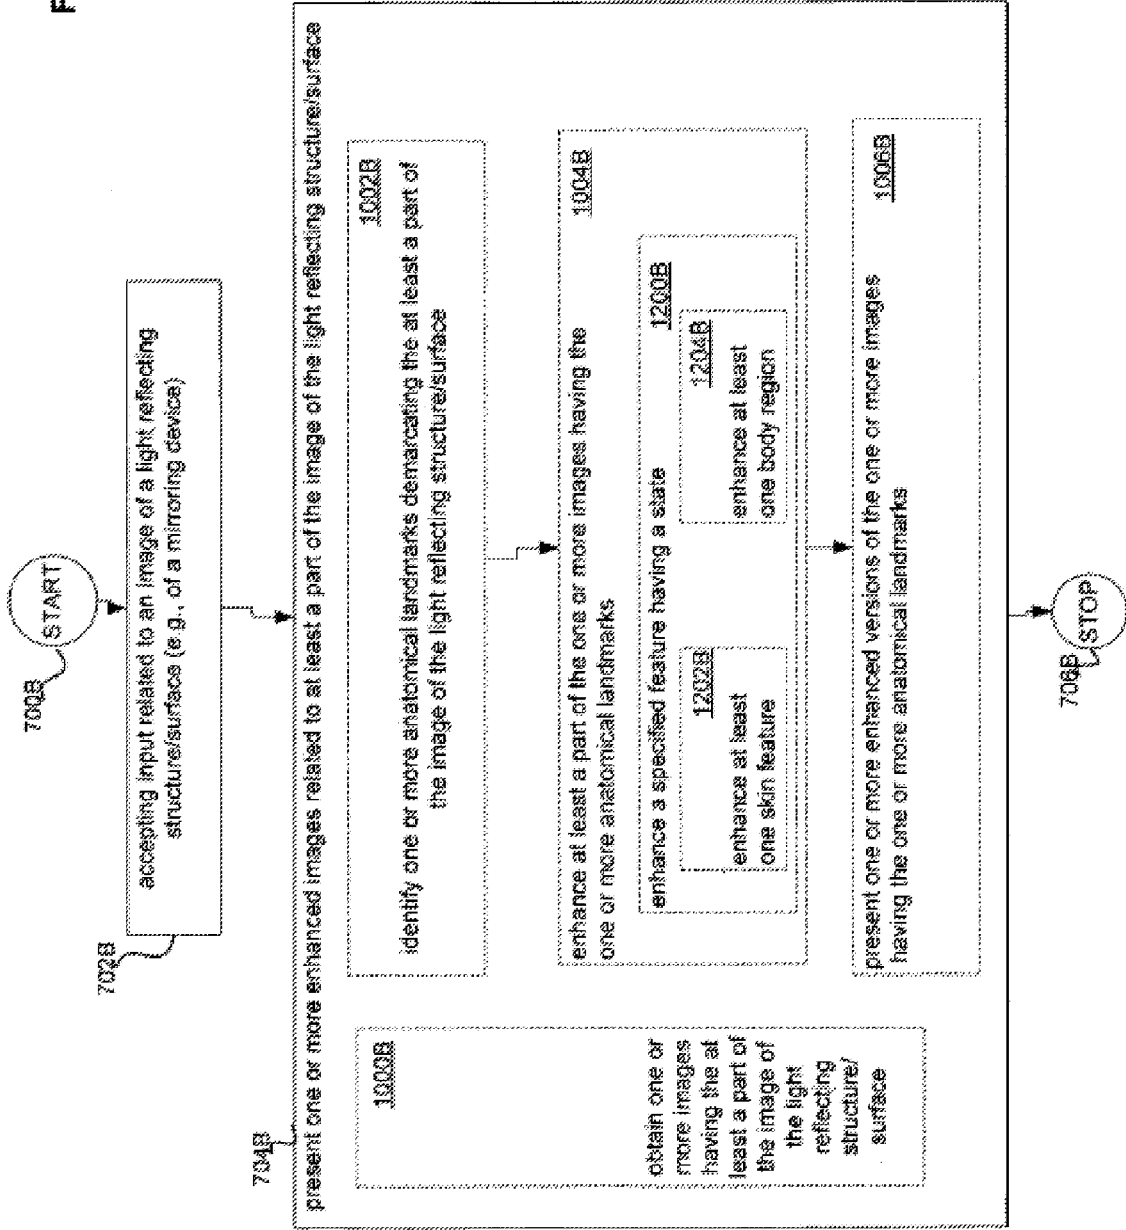 700B
START
702B
accepting input related to an image of a light reflecting
structure/surface (e.g., of a mirroring device)
704B
present one or more enhanced images related to at least a part of the image of the light reflecting structure/surface
1000B
obtain one or
more images
having the at
least a part of
the image of
the light
reflecting
structure/
surface
1002B
identify one or more anatomical landmarks demarcating the at least a part of
the image of the light reflecting structure/surface
1004B
enhance at least a part of the one or more images having the
one or more anatomical landmarks
1200B
enhance a specified feature having a state
1202B
enhance at least
one skin feature
1204B
enhance at least
one body region
1006B
present one or more enhanced versions of the one or more images
having the one or more anatomical landmarks
706B
STOP